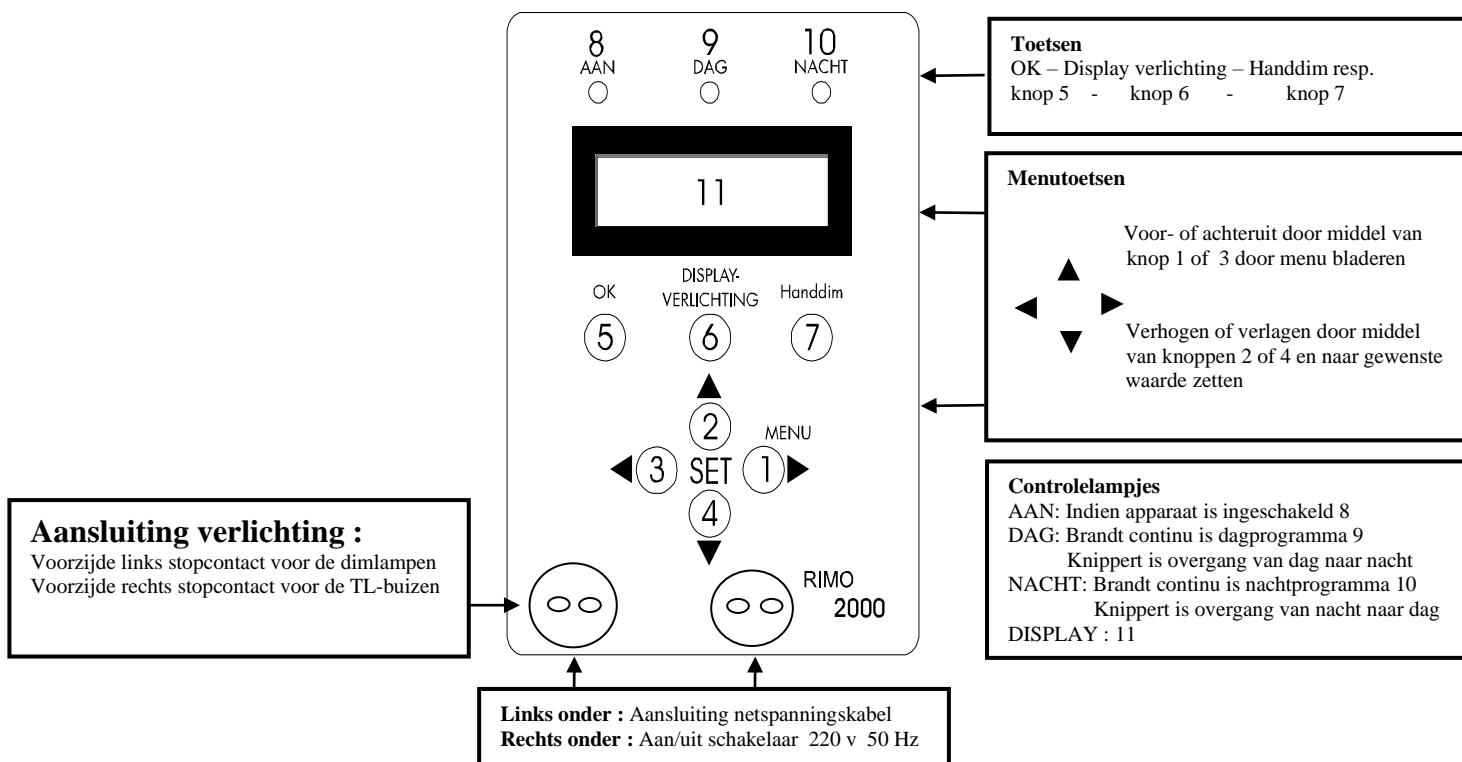 8 9 10
AAN DAG NACHT
11
OK DISPLAY-VERLICHTING Handdim
5 6 7
2
MENU
3 SET 1
4
RIMO
2000
Toetsen
OK – Display verlichting – Handdim resp.
knop 5 - knop 6 - knop 7
Menutoetsen
Voor- of achteruit door middel van
knop 1 of 3 door menu bladeren
Verhogen of verlagen door middel
van knoppen 2 of 4 en naar gewenste
waarde zetten
Controlelampjes
AAN: Indien apparaat is ingeschakeld 8
DAG: Brandt continu is dagprogramma 9
Knippert is overgang van dag naar nacht
NACHT: Brandt continu is nachtprogramma 10
Knippert is overgang van nacht naar dag
DISPLAY : 11
Aansluiting verlichting :
Voorzijde links stopcontact voor de dimlampen
Voorzijde rechts stopcontact voor de TL-buizen
Links onder : Aansluiting netspanningskabel
Rechts onder : Aan/uit schakelaar 220 v 50 Hz